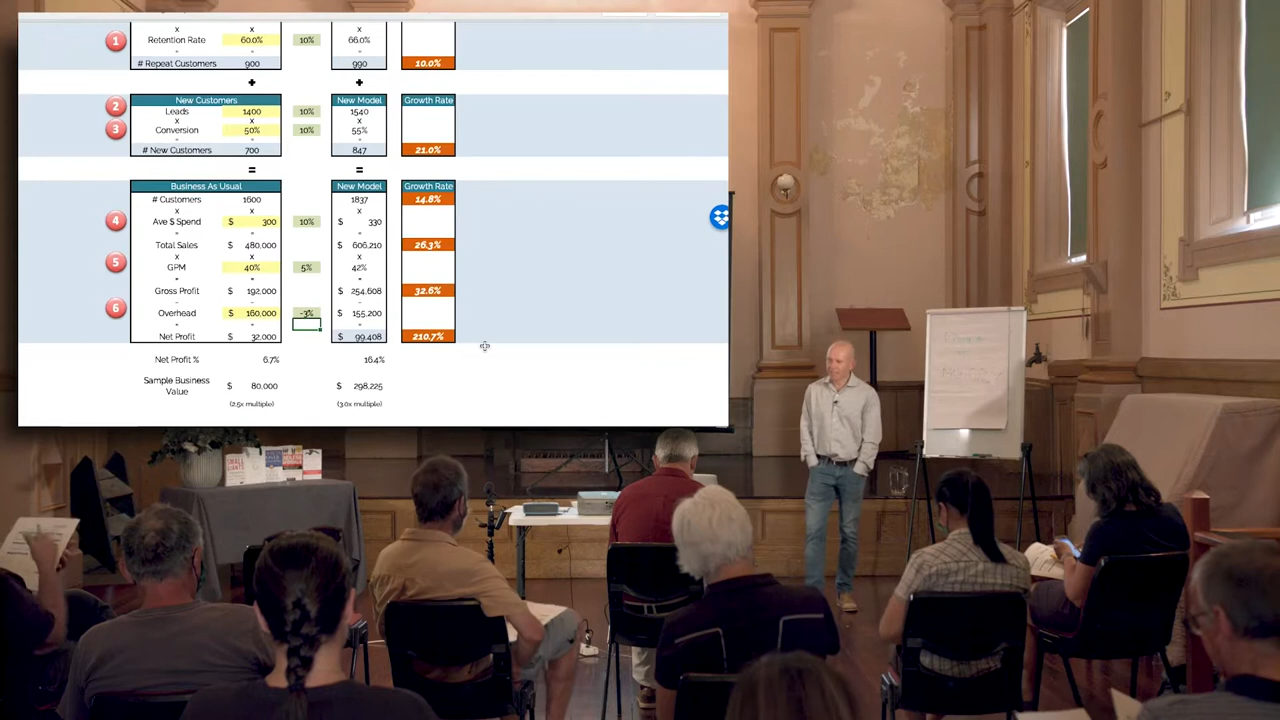 x x x
1 Retention Rate 60.0% 10% 66.0%
= = =
# Repeat Customers 900 990 10.0%
+ +
2 New Customers New Model Growth Rate
Leads 1400 10% 1540
x x x
3 Conversion 50% 10% 55%
= = =
# New Customers 700 847 21.0%
= =
Business As Usual New Model Growth Rate
# Customers 1600 1837 14.8%
x x x
4 Ave $ Spend $ 300 10% $ 330
= = =
Total Sales $ 480,000 $ 606,210 26.3%
x x x
5 GPM 40% 5% 42%
= = =
Gross Profit $ 192,000 $ 254,608 32.6%
- - -
6 Overhead $ 160,000 -3% $ 155,200
= = =
Net Profit $ 32,000 $ 99,408 210.7%
Net Profit % 6.7% 16.4%
Sample Business
Value $ 80,000 $ 298,225
(2.5x multiple) (3.0x multiple)
SMALL
GIANTS